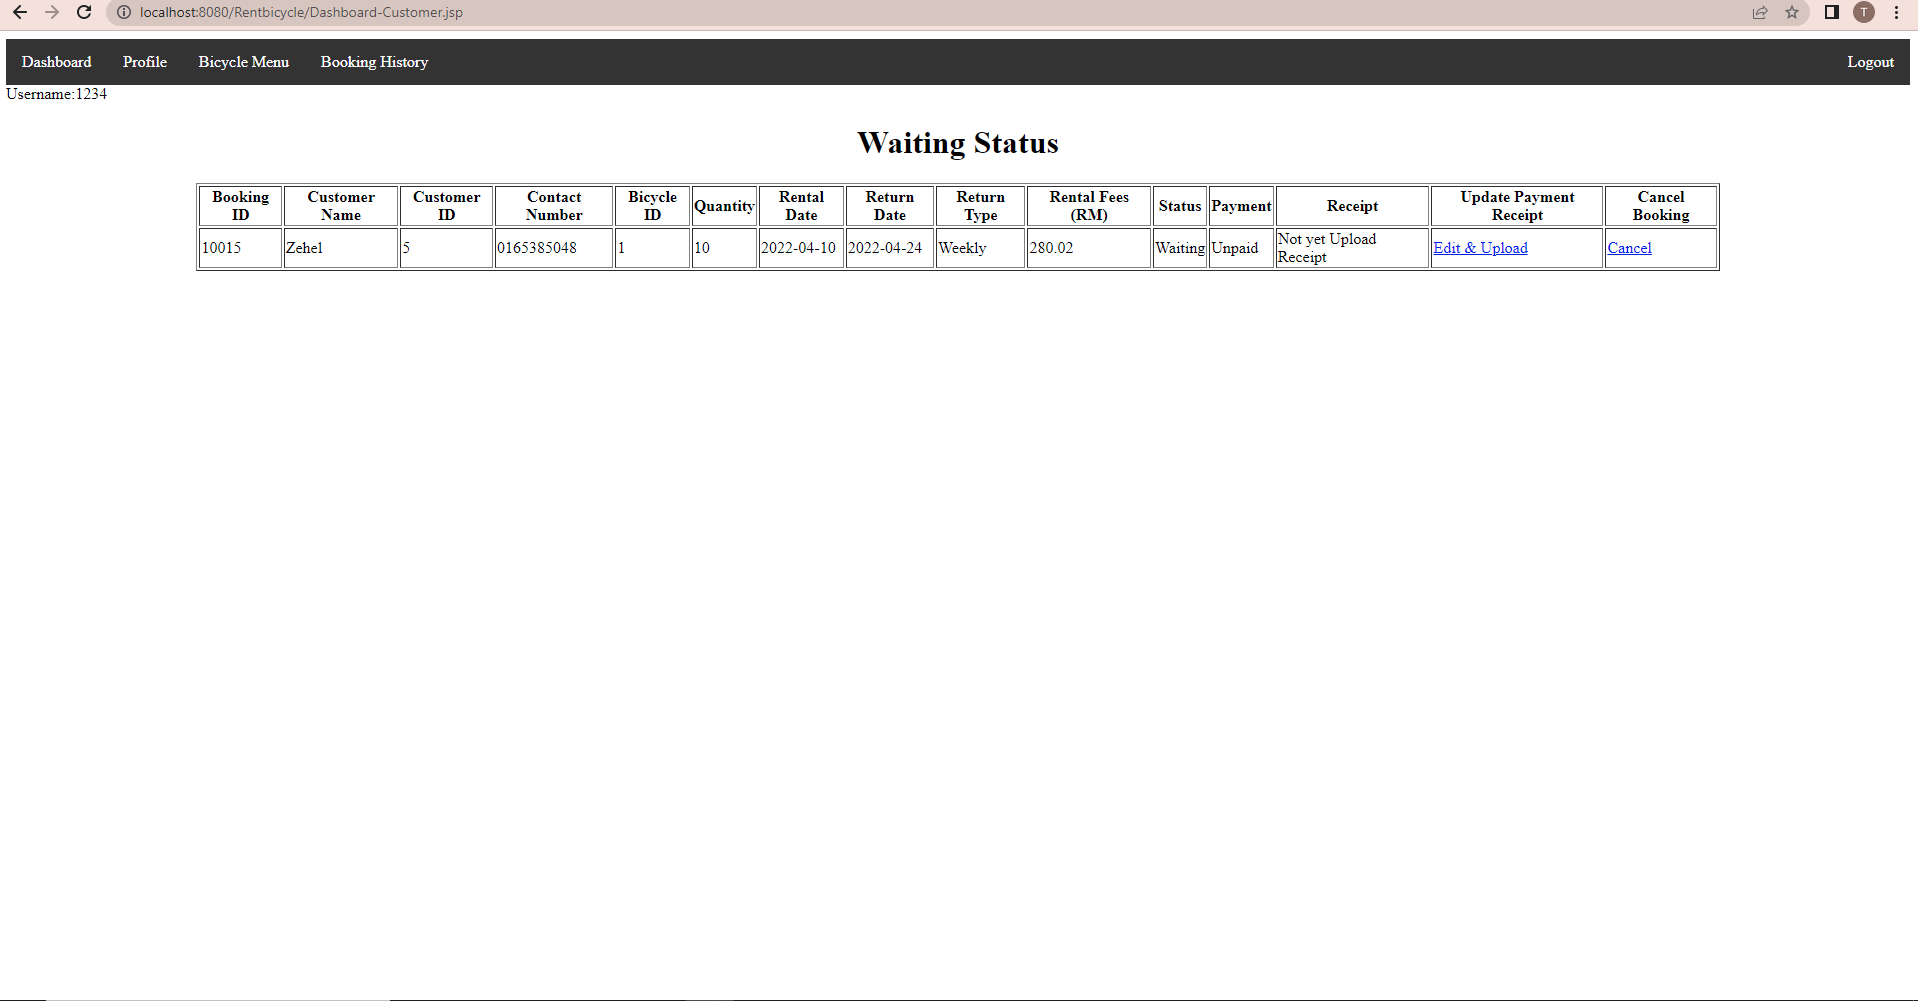 localhost:8080/Rentbicycle/Dashboard-Customer.jsp
T
Dashboard Profile Bicycle Menu Booking History Logout
Username:1234
Waiting Status
Booking ID Customer Name Customer ID Contact Number Bicycle ID Quantity Rental Date Return Date Return Type Rental Fees (RM) Status Payment Receipt Update Payment Receipt Cancel Booking
10015 Zehel 5 0165385048 1 10 2022-04-10 2022-04-24 Weekly 280.02 Waiting Unpaid Not yet Upload Receipt Edit & Upload Cancel